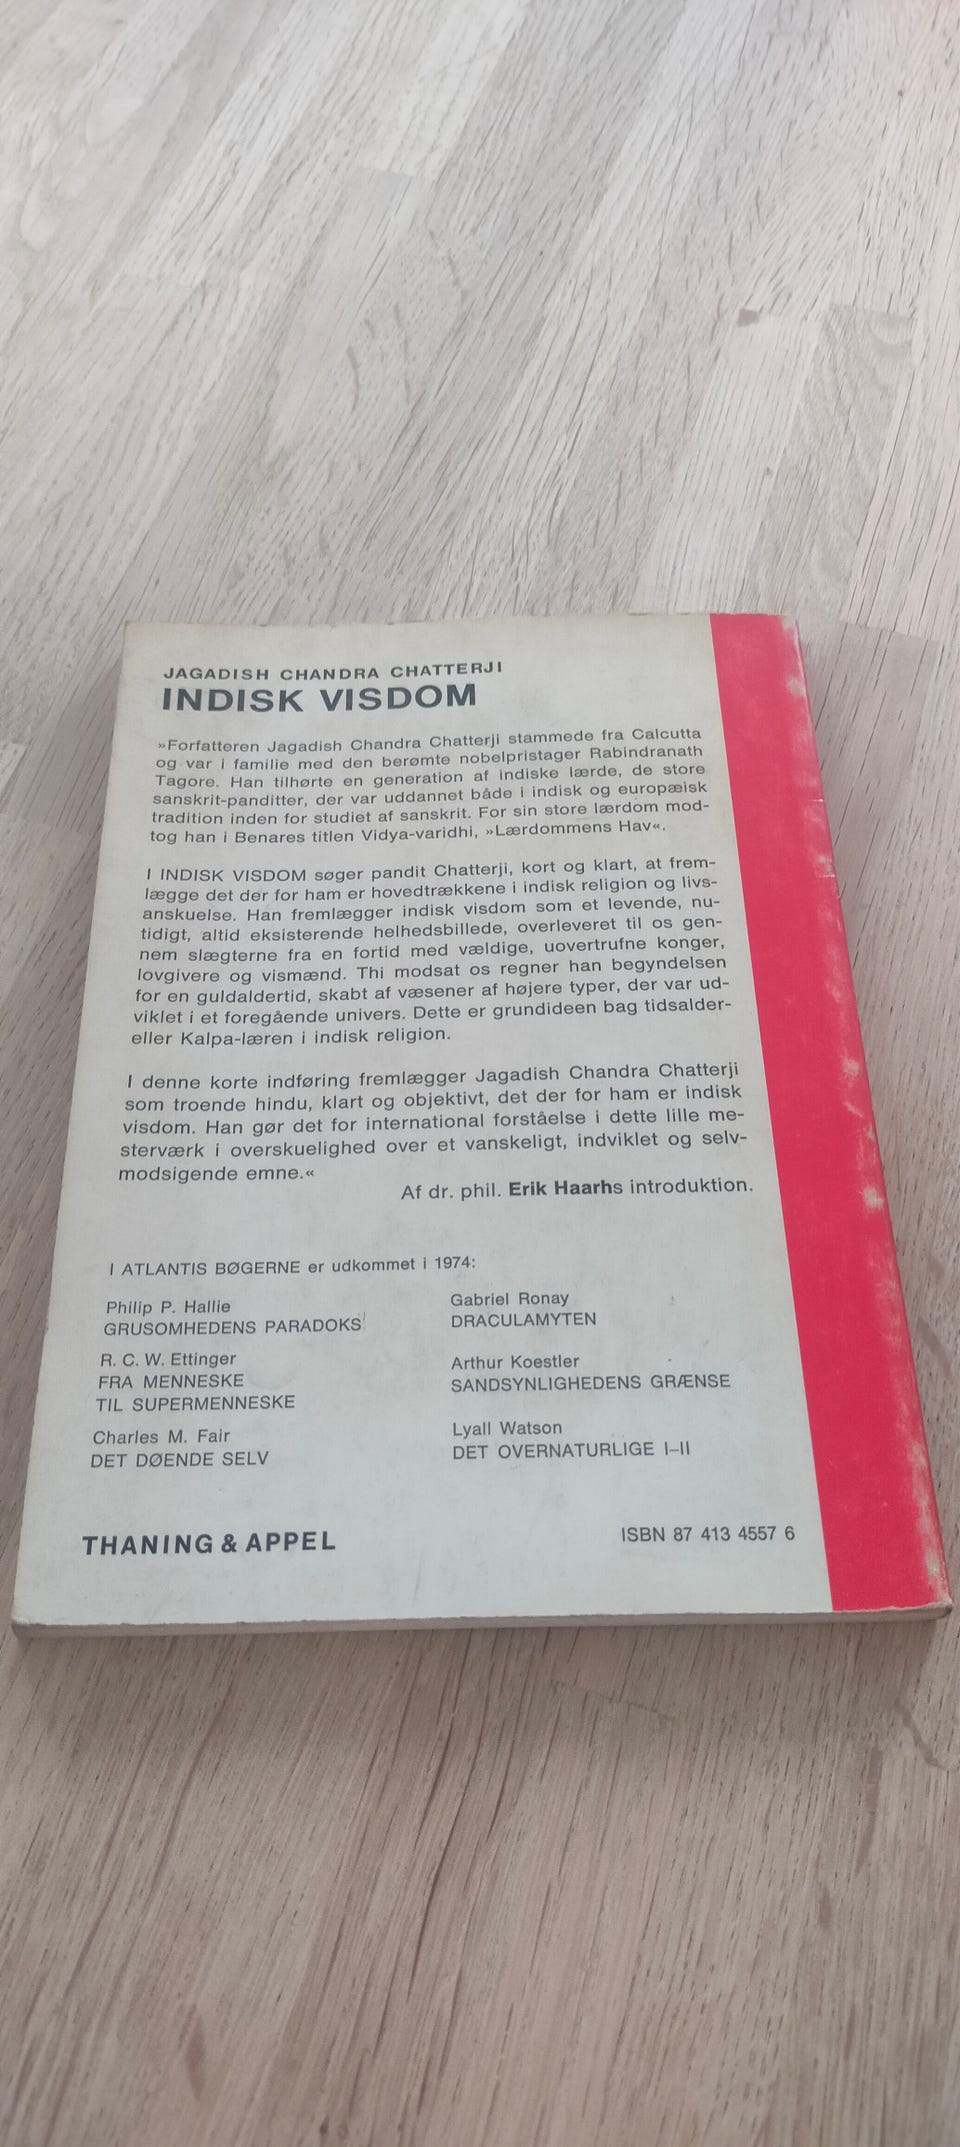 JAGADISH CHANDRA CHATTERJI
INDISK VISDOM
»Forfatteren Jagadish Chandra Chatterji stammede fra Calcutta
og var i familie med den berømte nobelpristager Rabindranath
Tagore. Han tilhørte en generation af indiske lærde, de store
sanskrit-panditter, der var uddannet både i indisk og europæisk
tradition inden for studiet af sanskrit. For sin store lærdom mod-
tog han i Benares titlen Vidya-varidhi, »Lærdommens Hav«.
I INDISK VISDOM søger pandit Chatterji, kort og klart, at frem-
lægge det der for ham er hovedtrækkene i indisk religion og livs-
anskuelse. Han fremlægger indisk visdom som et levende, nu-
tidigt, altid eksisterende helhedsbillede, overleveret til os gen-
nem slægterne fra en fortid med vældige, uovertrufne konger,
lovgivere og vismænd. Thi modsat os regner han begyndelsen
for en guldaldertid, skabt af væsener af højere typer, der var ud-
viklet i et foregående univers. Dette er grundideen bag tidsalder-
eller Kalpa-læren i indisk religion.
I denne korte indføring fremlægger Jagadish Chandra Chatterji
som troende hindu, klart og objektivt, det der for ham er indisk
visdom. Han gør det for international forståelse i dette lille me-
sterværk i overskuelighed over et vanskeligt, indviklet og selv-
modsigende emne.«
Af dr. phil. Erik Haarhs introduktion.
I ATLANTIS BØGERNE er udkommet i 1974:
Philip P. Hallie
GRUSOMHEDENS PARADOKS
R. C. W. Ettinger
FRA MENNESKE
TIL SUPERMENNESKE
Charles M. Fair
DET DØENDE SELV
Gabriel Ronay
DRACULAMYTEN
Arthur Koestler
SANDSYNLIGHEDENS GRÆNSE
Lyall Watson
DET OVERNATURLIGE I–II
THANING & APPEL
ISBN 87 413 4557 6